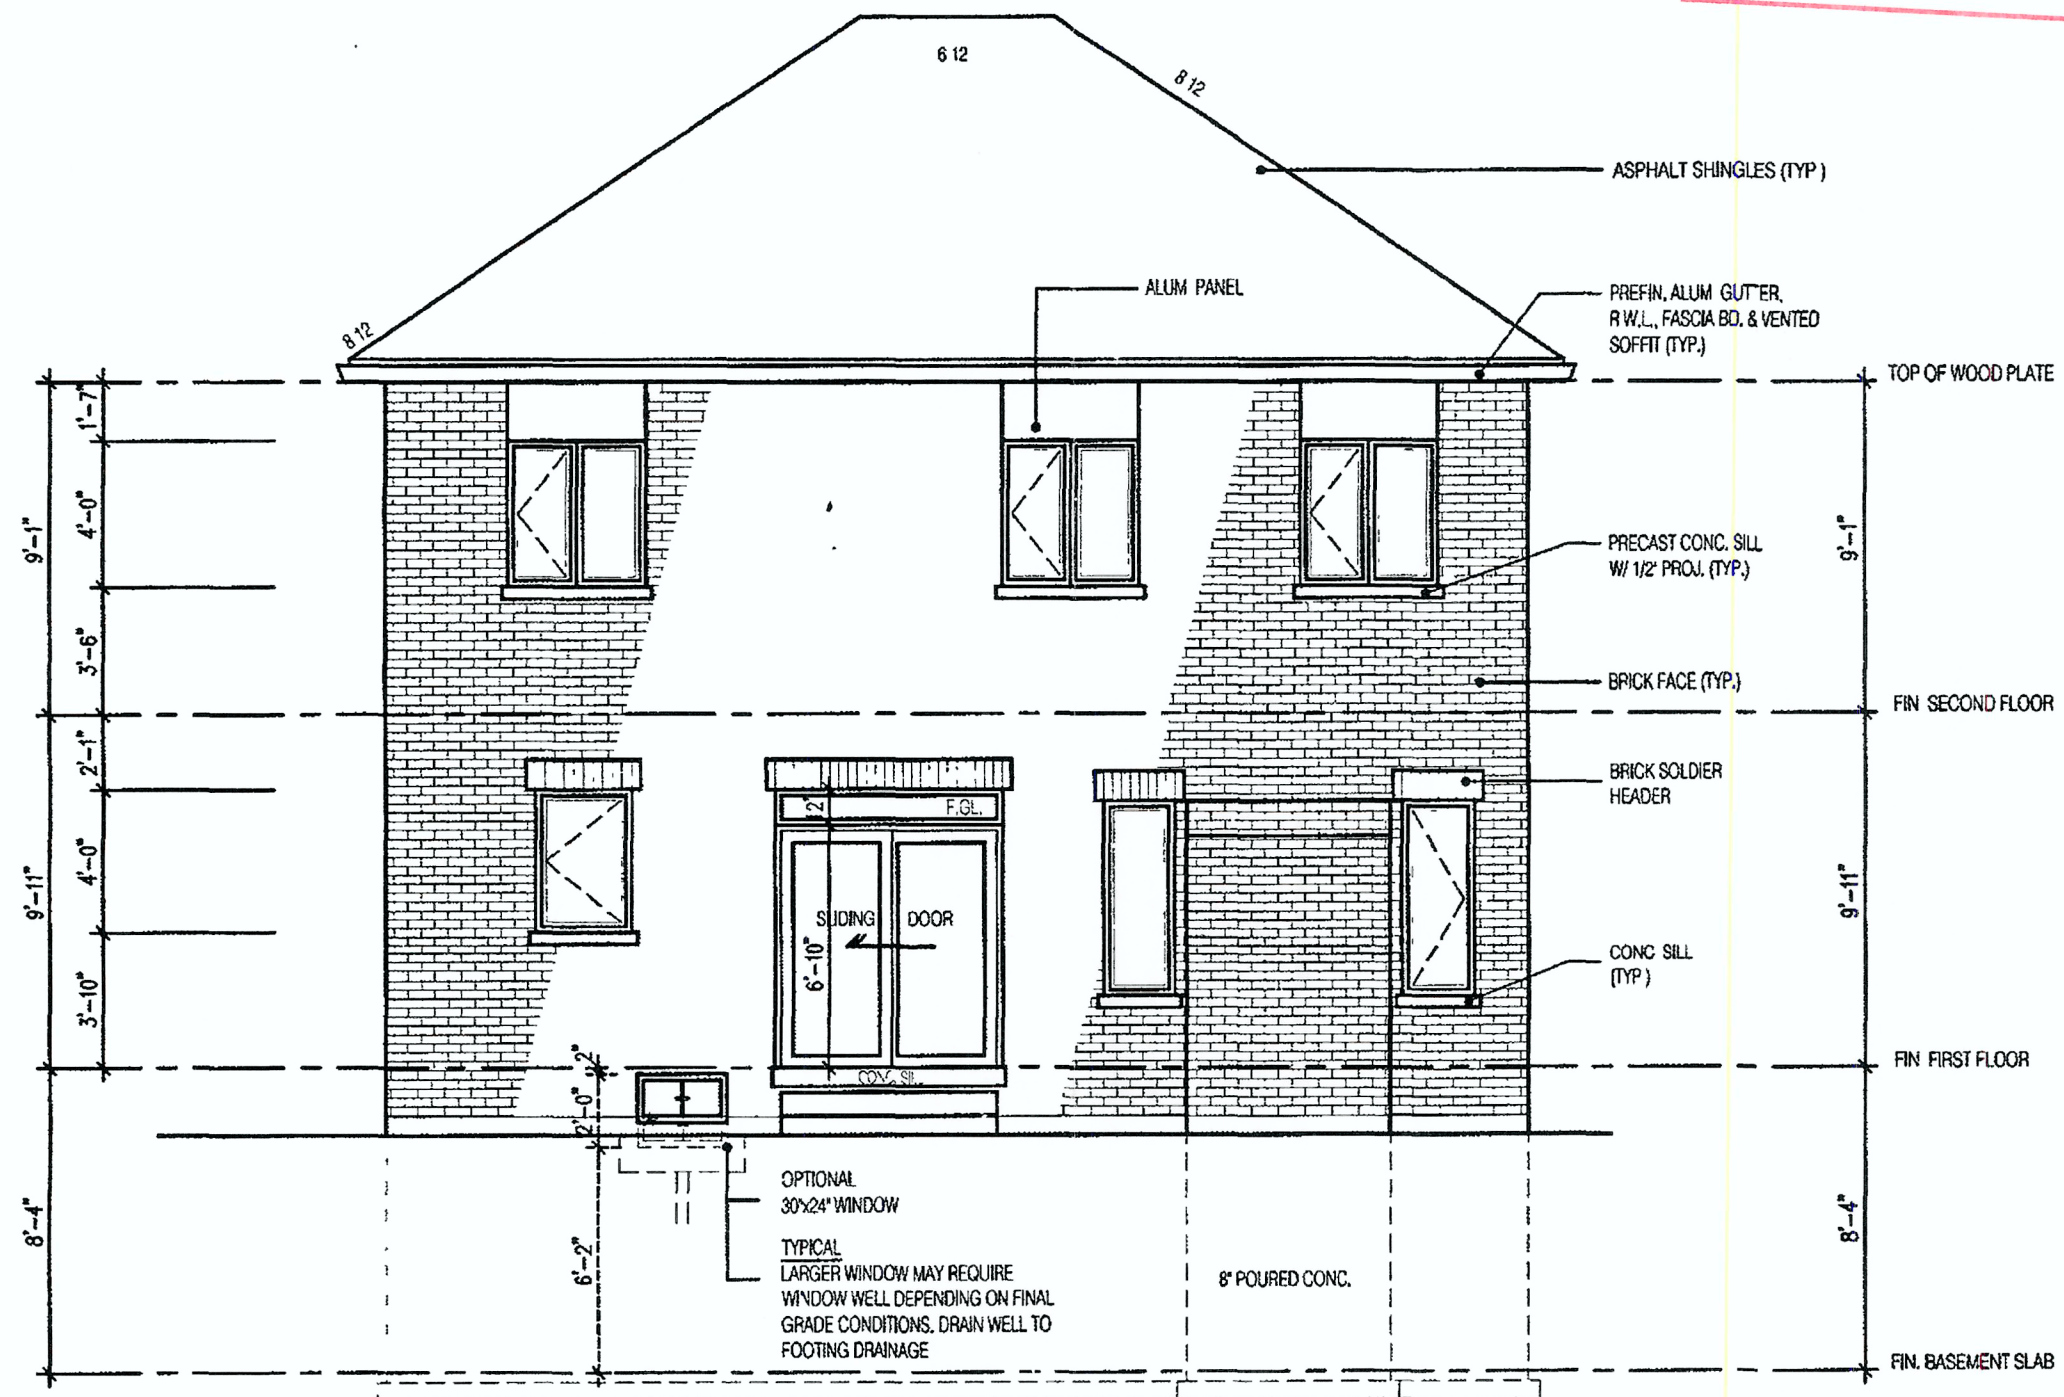 6 12
8 12
ASPHALT SHINGLES (TYP )
ALUM PANEL
PREFIN, ALUM GUTTER,
R W.L., FASCIA BD. & VENTED
SOFFIT (TYP.)
8 12
TOP OF WOOD PLATE
1'-7"
4'-0"
9'-1"
3'-6"
9'-1"
PRECAST CONC. SILL
W/ 1/2" PROJ. (TYP.)
BRICK FACE (TYP.)
FIN SECOND FLOOR
2'-1"
BRICK SOLDIER
HEADER
12"
F.GL.
4'-0"
9'-11"
9'-11"
SLIDING DOOR
6'-10"
CONC SILL
(TYP )
3'-10"
FIN FIRST FLOOR
2"
CONC SILL
2'-0"
OPTIONAL
30"x24" WINDOW
8'-4"
8'-4"
6'-2"
TYPICAL
LARGER WINDOW MAY REQUIRE
WINDOW WELL DEPENDING ON FINAL
GRADE CONDITIONS. DRAIN WELL TO
FOOTING DRAINAGE
8" POURED CONC.
FIN. BASEMENT SLAB